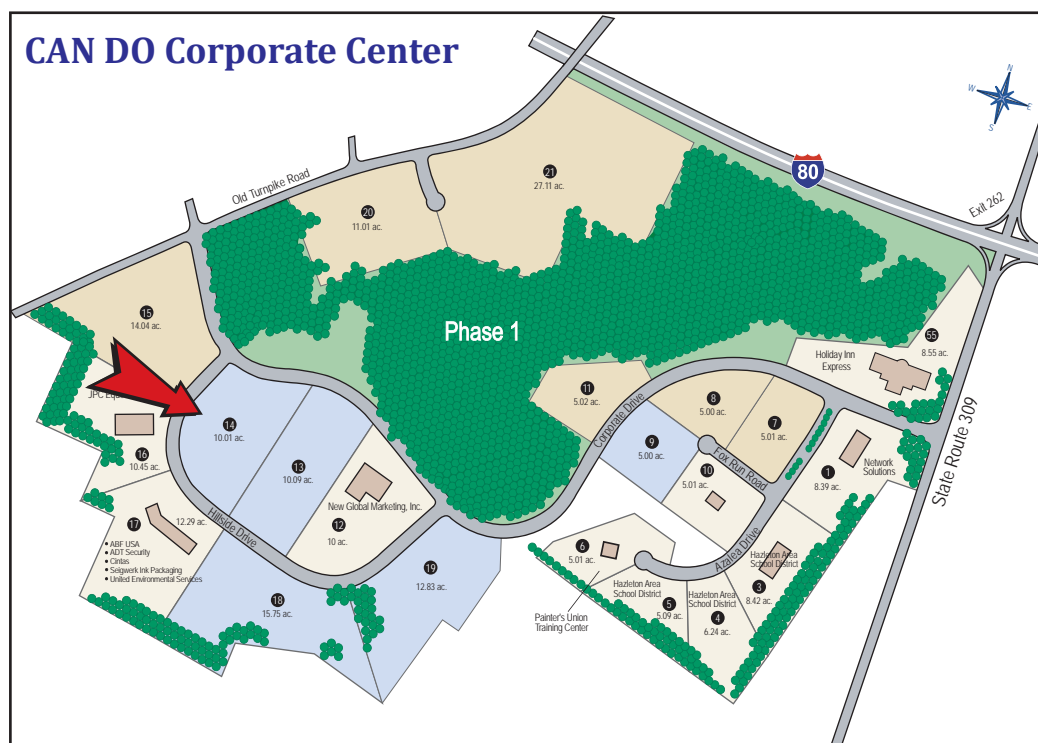 CAN DO Corporate Center
N
W
E
S
80
Exit 262
21
27.11 ac.
Old Turnpike Road
20
11.01 ac.
15
14.04 ac.
Phase 1
55
8.55 ac.
Holiday Inn
Express
11
5.02 ac.
Corporate Drive
8
5.00 ac.
7
5.01 ac.
JPC Equ
14
10.01 ac.
9
5.00 ac.
Fox Run Road
1
8.39 ac.
Network
Solutions
State Route 309
16
10.45 ac.
13
10.09 ac.
10
5.01 ac.
New Global Marketing, Inc.
12
10 ac.
17
12.29 ac.
Hillside Drive
• ABF USA
• ADT Security
• Cintas
• Seigwerk Ink Packaging
• United Environmental Services
6
5.01 ac.
Azalea Drive
Hazleton Area
School District
3
8.42 ac.
19
12.83 ac.
18
15.75 ac.
Hazleton Area
School District
5
5.09 ac.
Hazleton Area
School District
4
6.24 ac.
Painter's Union
Training Center